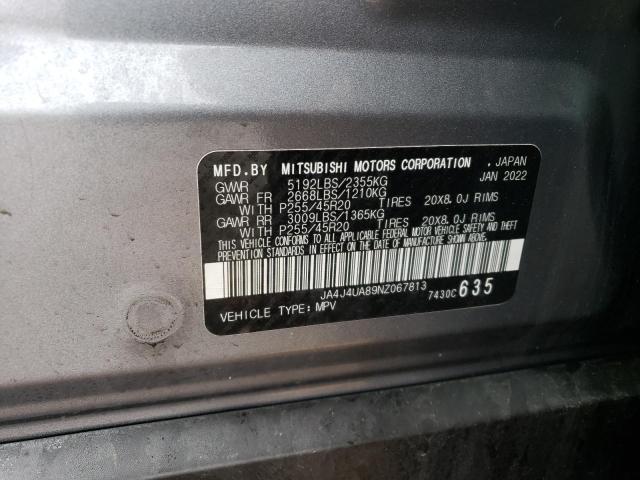 MFD.BY MITSUBISHI MOTORS CORPORATION , JAPAN
GVWR 5192LBS/2355KG JAN 2022
GAWR FR 2668LBS/1210KG
WITH P255/45R20 TIRES 20X8.0J RIMS
GAWR RR 3009LBS/1365KG
WITH P255/45R20 TIRES 20X8.0J RIMS
THIS VEHICLE CONFORMS TO ALL APPLICABLE FEDERAL MOTOR VEHICLE SAFETY AND THEFT
PREVENTION STANDARDS IN EFFECT ON THE DATE OF MANUFACTURE SHOWN ABOVE.
JA4J4UA89NZ067813
VEHICLE TYPE: MPV 7430C 635